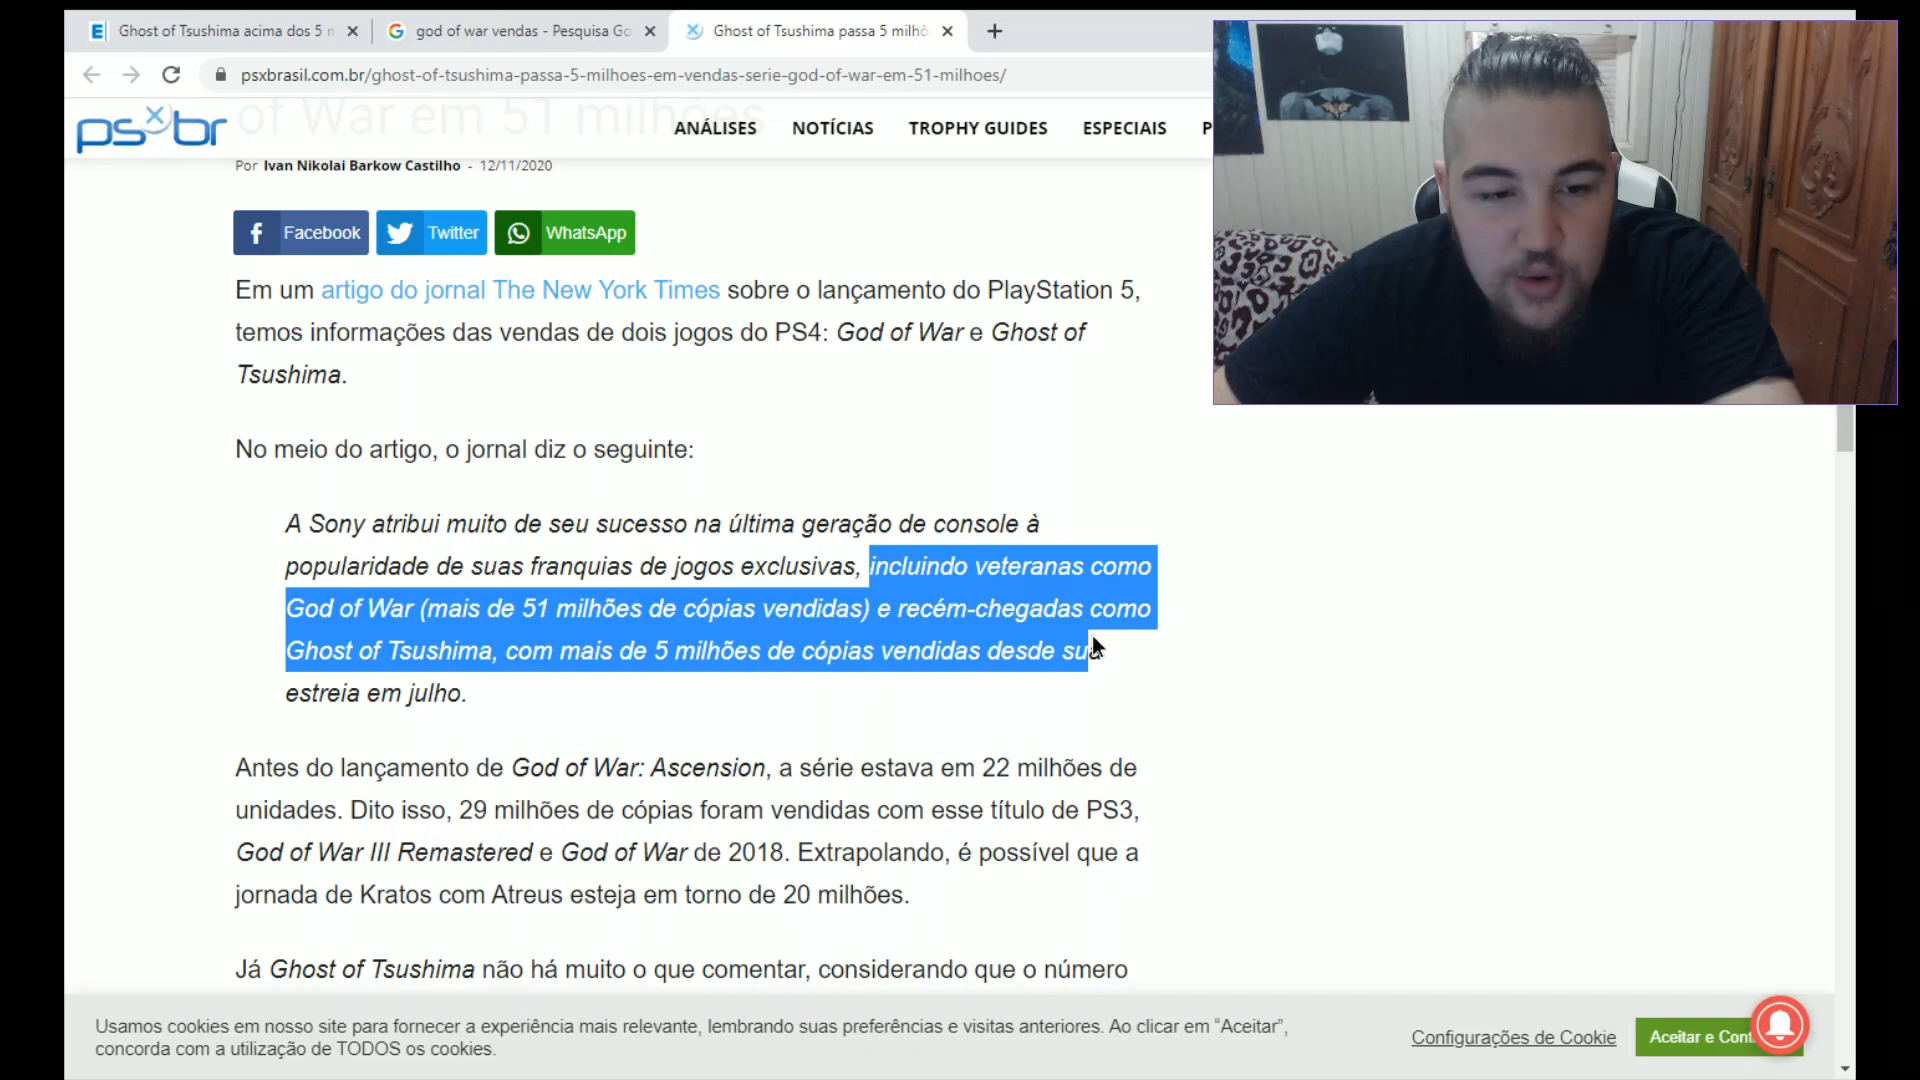 Ghost of Tsushima acima dos 5 m
god of war vendas - Pesquisa Go
Ghost of Tsushima passa 5 milhõ
psxbrasil.com.br/ghost-of-tsushima-passa-5-milhoes-em-vendas-serie-god-of-war-em-51-milhoes/
of War em 51 milhões
psxbr
ANÁLISES NOTÍCIAS TROPHY GUIDES ESPECIAIS P
Por Ivan Nikolai Barkow Castilho - 12/11/2020
Facebook Twitter WhatsApp
Em um artigo do jornal The New York Times sobre o lançamento do PlayStation 5,
temos informações das vendas de dois jogos do PS4: God of War e Ghost of
Tsushima.
No meio do artigo, o jornal diz o seguinte:
A Sony atribui muito de seu sucesso na última geração de console à
popularidade de suas franquias de jogos exclusivas, incluindo veteranas como
God of War (mais de 51 milhões de cópias vendidas) e recém-chegadas como
Ghost of Tsushima, com mais de 5 milhões de cópias vendidas desde sua
estreia em julho.
Antes do lançamento de God of War: Ascension, a série estava em 22 milhões de
unidades. Dito isso, 29 milhões de cópias foram vendidas com esse título de PS3,
God of War III Remastered e God of War de 2018. Extrapolando, é possível que a
jornada de Kratos com Atreus esteja em torno de 20 milhões.
Já Ghost of Tsushima não há muito o que comentar, considerando que o número
Usamos cookies em nosso site para fornecer a experiência mais relevante, lembrando suas preferências e visitas anteriores. Ao clicar em “Aceitar”,
concorda com a utilização de TODOS os cookies.
Configurações de Cookie
Aceitar e Cont